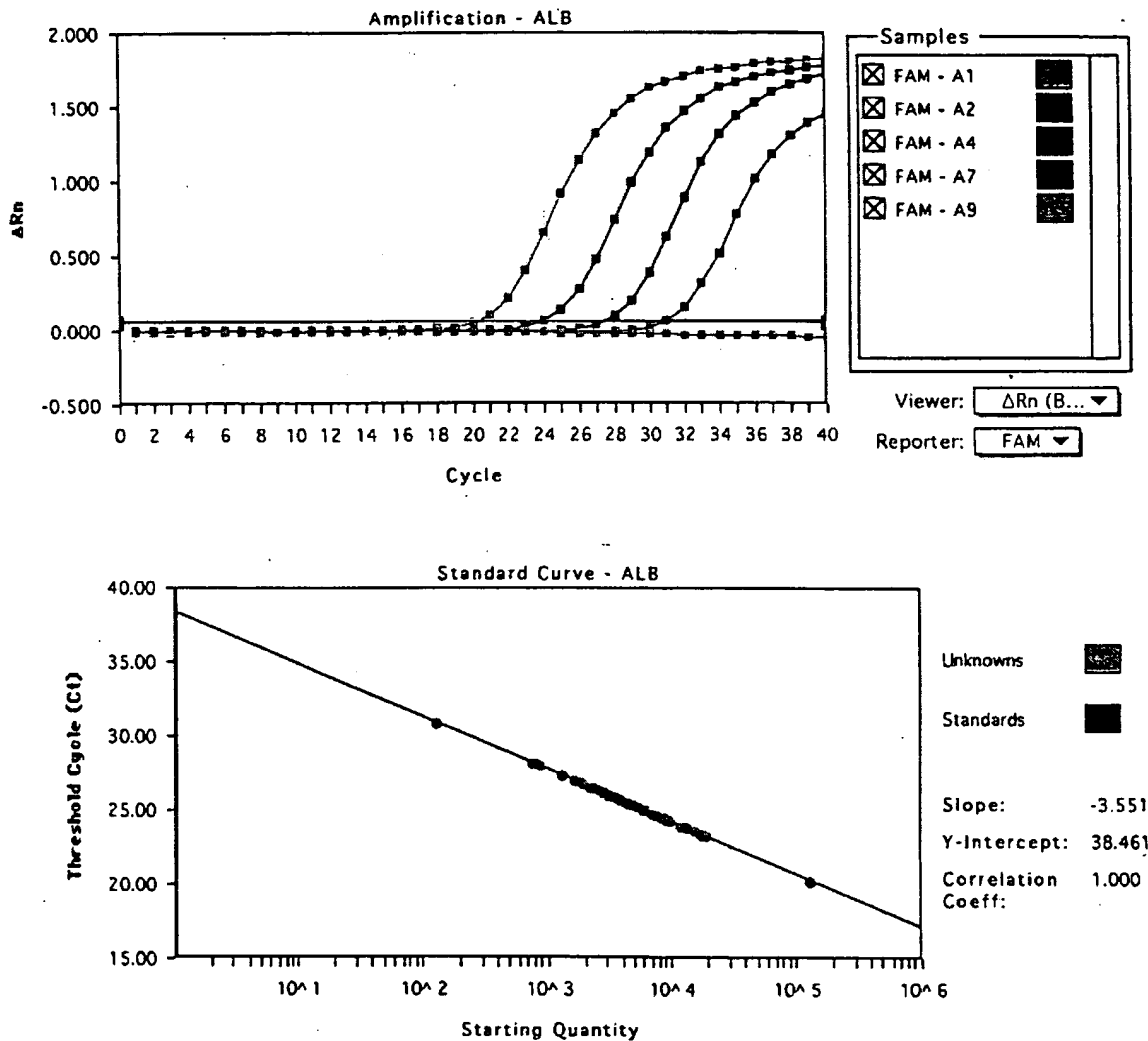 Amplification - ALB
2.000
1.500
1.000
0.500
0.000
-0.500
ΔRn
0 2 4 6 8 10 12 14 16 18 20 22 24 26 28 30 32 34 36 38 40
Cycle
Samples
FAM - A1
FAM - A2
FAM - A4
FAM - A7
FAM - A9
Viewer: ΔRn (B...
Reporter: FAM
Standard Curve - ALB
40.00
35.00
30.00
25.00
20.00
15.00
Threshold Cycle (Ct)
10^1 10^2 10^3 10^4 10^5 10^6
Starting Quantity
Unknowns
Standards
Slope: -3.551
Y-Intercept: 38.461
Correlation 1.000
Coeff: